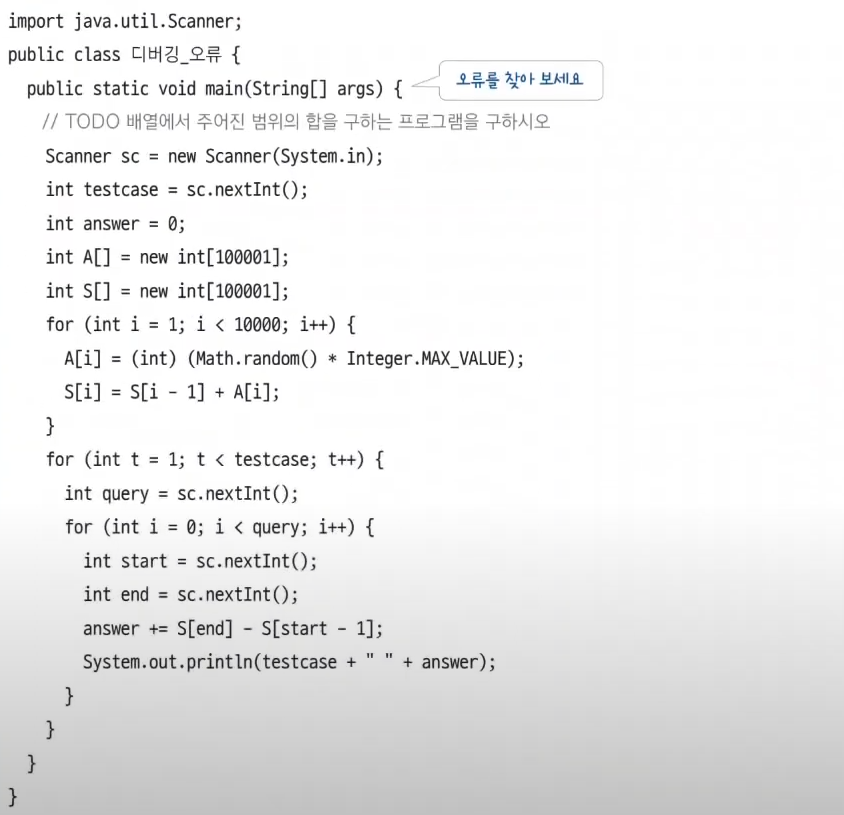 import java.util.Scanner;
public class 디버깅_오류 {
public static void main(String[] args) {
오류를 찾아 보세요
// TODO 배열에서 주어진 범위의 합을 구하는 프로그램을 구하시오
Scanner sc = new Scanner(System.in);
int testcase = sc.nextInt();
int answer = 0;
int A[] = new int[100001];
int S[] = new int[100001];
for (int i = 1; i < 10000; i++) {
A[i] = (int) (Math.random() * Integer.MAX_VALUE);
S[i] = S[i - 1] + A[i];
}
for (int t = 1; t < testcase; t++) {
int query = sc.nextInt();
for (int i = 0; i < query; i++) {
int start = sc.nextInt();
int end = sc.nextInt();
answer += S[end] - S[start - 1];
System.out.println(testcase + " " + answer);
}
}
}
}